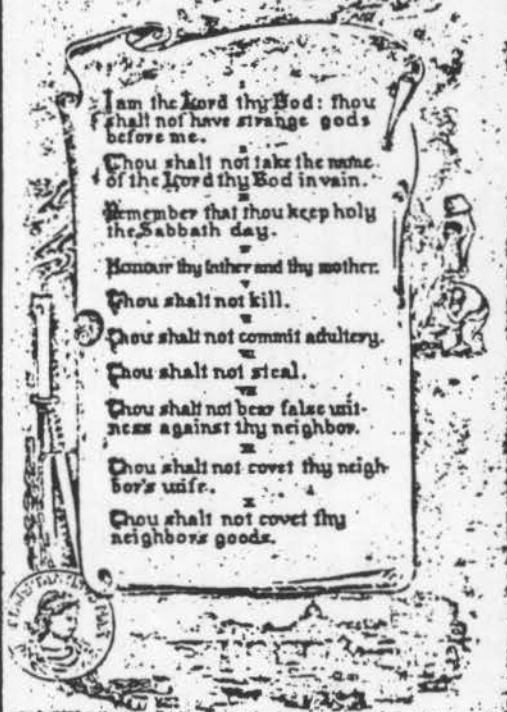 I
I am the Lord thy God: thou
shalt not have strange gods
before me.
II
Thou shalt not take the name
of the Lord thy God in vain.
III
Remember that thou keep holy
the Sabbath day.
IV
Honour thy father and thy mother.
V
Thou shalt not kill.
VI
Thou shalt not commit adultery.
VII
Thou shalt not steal.
VIII
Thou shalt not bear false wit-
ness against thy neighbor.
IX
Thou shalt not covet thy neigh-
bor's wife.
X
Thou shalt not covet thy
neighbor's goods.